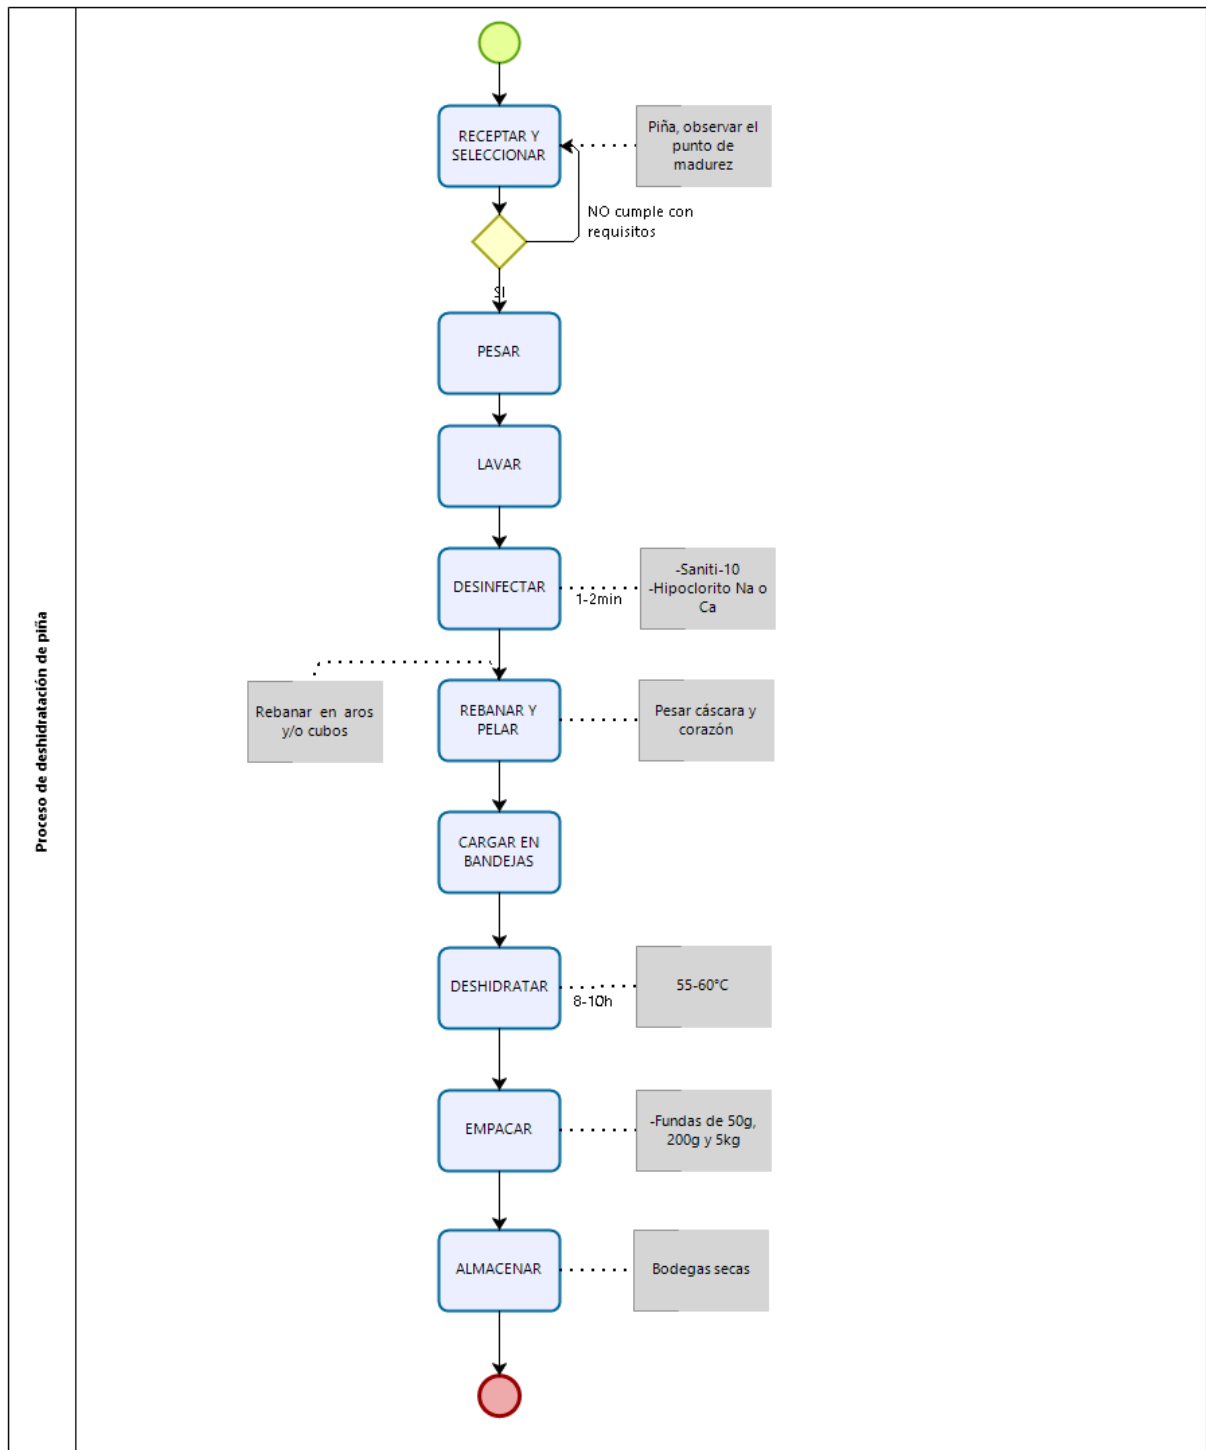 Proceso de deshidratación de piña
RECEPTAR Y
SELECCIONAR
Piña, observar el
punto de
madurez
NO cumple con
requisitos
SI
PESAR
LAVAR
DESINFECTAR
1-2min
-Saniti-10
-Hipoclorito Na o
Ca
Rebanar en aros
y/o cubos
REBANAR Y
PELAR
Pesar cáscara y
corazón
CARGAR EN
BANDEJAS
DESHIDRATAR
8-10h
55-60°C
EMPACAR
-Fundas de 50g,
200g y 5kg
ALMACENAR
Bodegas secas